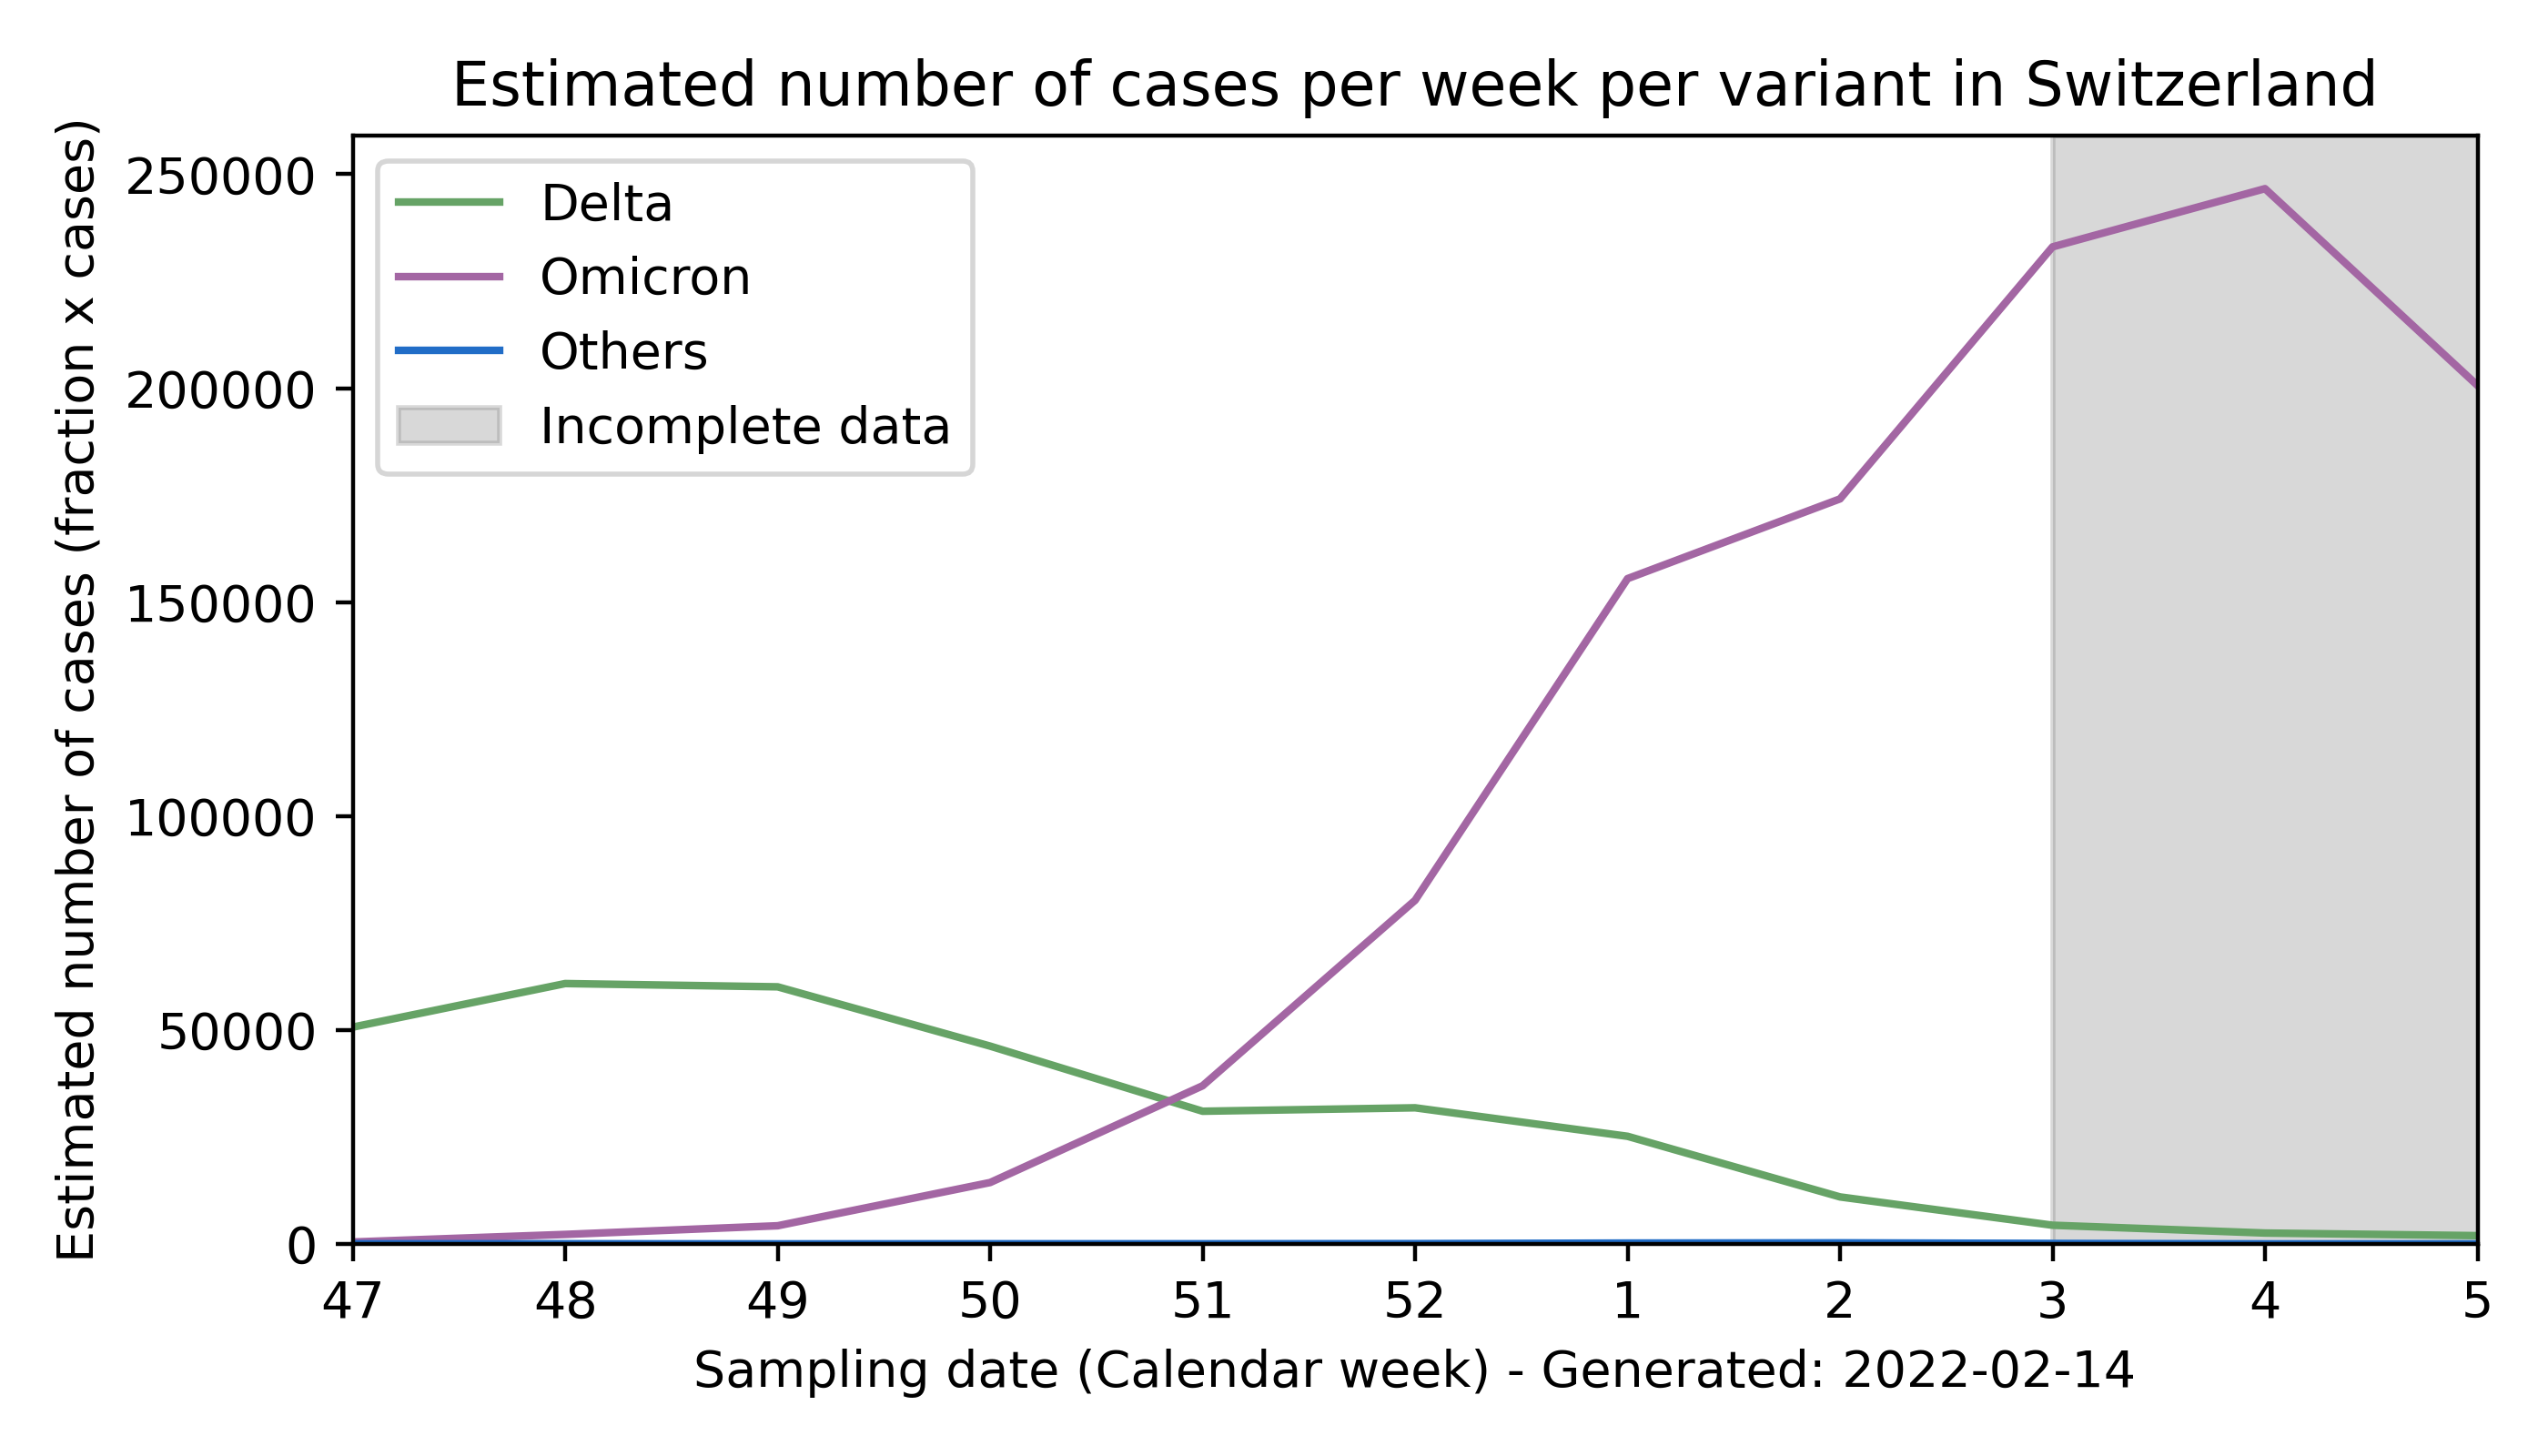 Estimated number of cases per week per variant in Switzerland
Estimated number of cases (fraction x cases)
250000
200000
150000
100000
50000
0
Delta
Omicron
Others
Incomplete data
47 48 49 50 51 52 1 2 3 4 5
Sampling date (Calendar week) - Generated: 2022-02-14